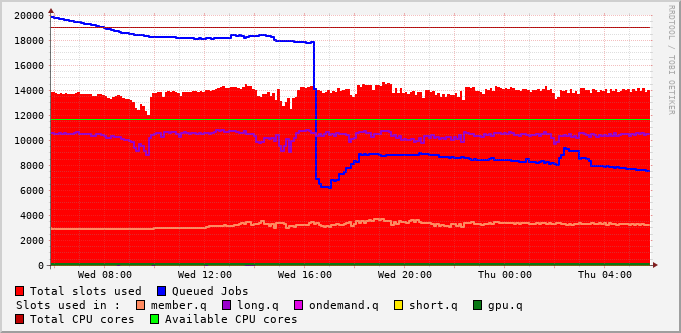 20000
18000
16000
14000
12000
10000
8000
6000
4000
2000
0
Wed 08:00 Wed 12:00 Wed 16:00 Wed 20:00 Thu 00:00 Thu 04:00
Total slots used Queued Jobs
Slots used in : member.q long.q ondemand.q short.q gpu.q
Total CPU cores Available CPU cores
RRDTOOL / TOBI OETIKER